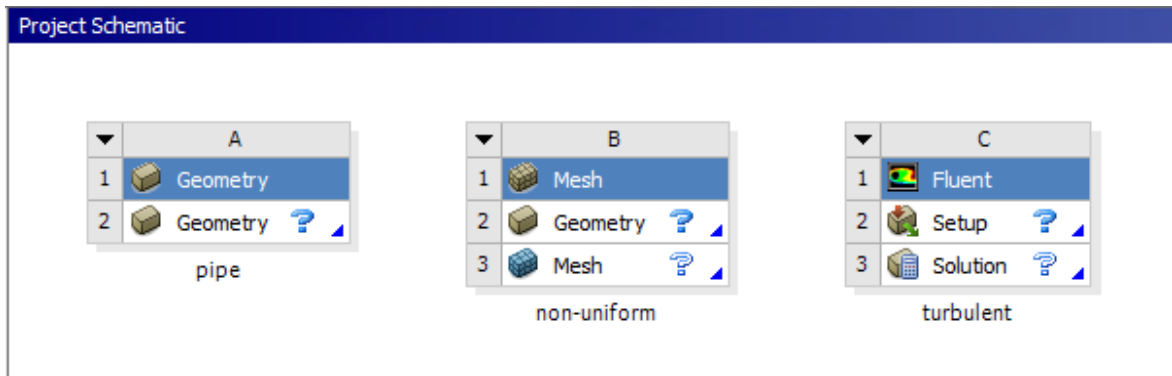 Project Schematic
A
1 Geometry
2 Geometry ?
pipe
B
1 Mesh
2 Geometry ?
3 Mesh ?
non-uniform
C
1 Fluent
2 Setup ?
3 Solution ?
turbulent